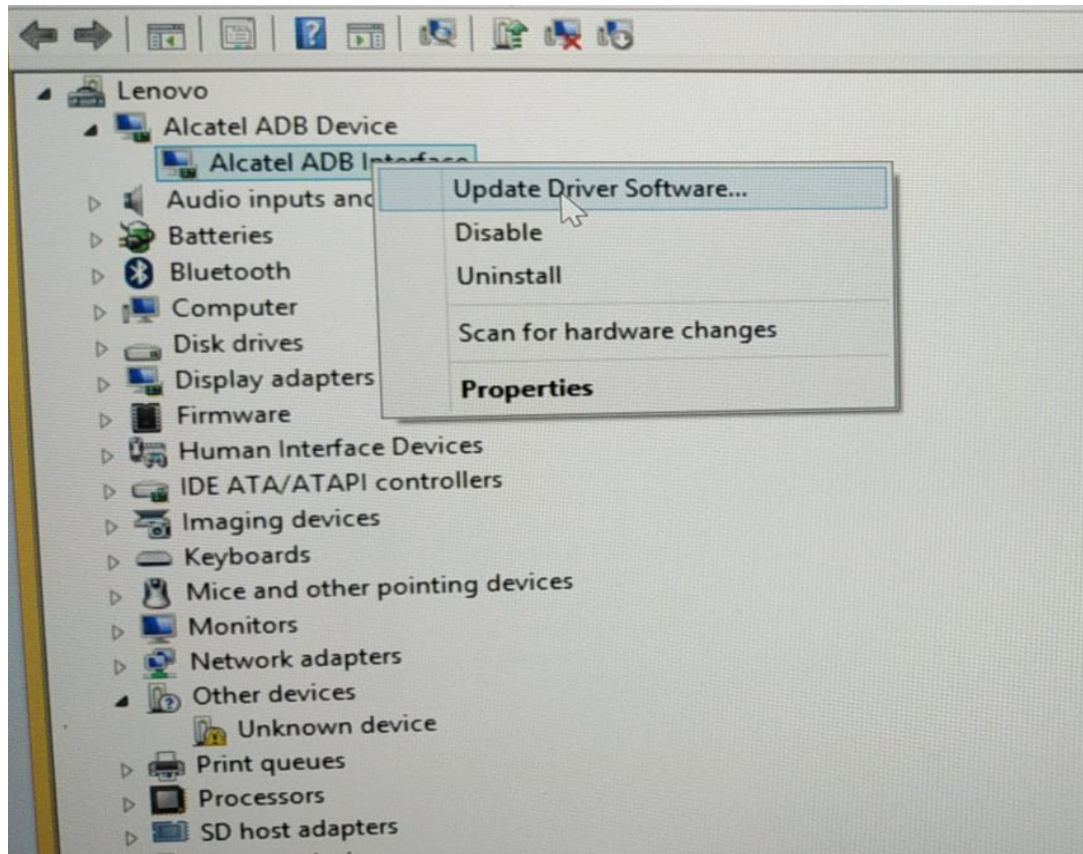 Lenovo
Alcatel ADB Device
Alcatel ADB Interface
Update Driver Software...
Audio inputs and
Disable
Batteries
Uninstall
Bluetooth
Computer
Scan for hardware changes
Disk drives
Display adapters
Properties
Firmware
Human Interface Devices
IDE ATA/ATAPI controllers
Imaging devices
Keyboards
Mice and other pointing devices
Monitors
Network adapters
Other devices
Unknown device
Print queues
Processors
SD host adapters